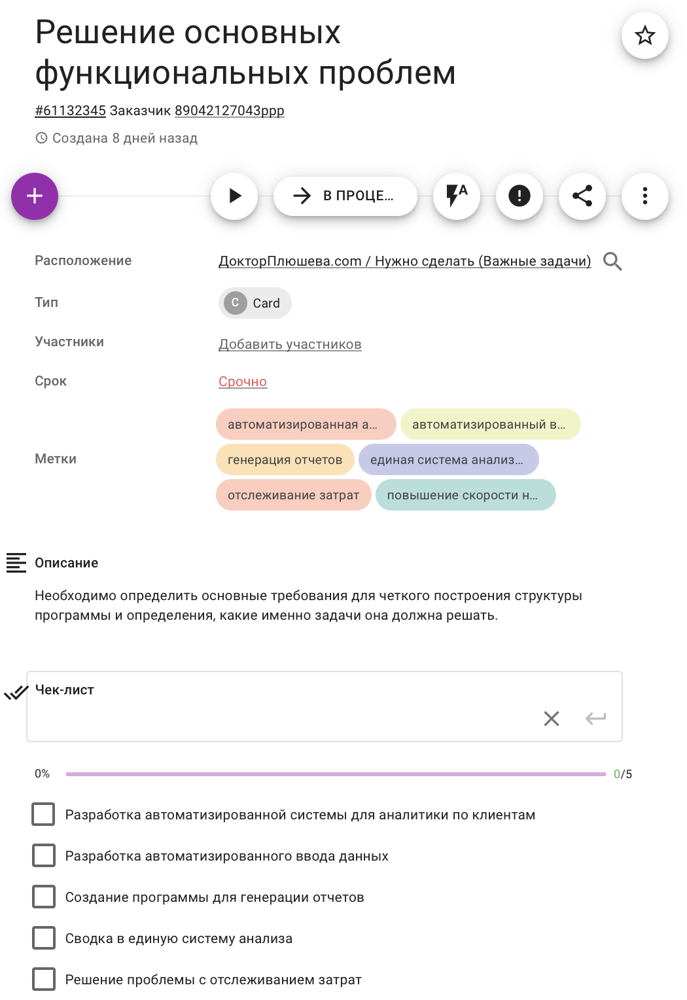 Решение основных
функциональных проблем
#61132345 Заказчик 89042127043ppp
Создана 8 дней назад
В ПРОЦЕ...
A
Расположение ДокторПлюшева.com / Нужно сделать (Важные задачи)
Тип C Card
Участники Добавить участников
Срок Срочно
автоматизированная а... автоматизированный в...
Метки генерация отчетов единая система анализ...
отслеживание затрат повышение скорости н...
Описание
Необходимо определить основные требования для четкого построения структуры
программы и определения, какие именно задачи она должна решать.
Чек-лист
0% 0/5
Разработка автоматизированной системы для аналитики по клиентам
Разработка автоматизированного ввода данных
Создание программы для генерации отчетов
Сводка в единую систему анализа
Решение проблемы с отслеживанием затрат